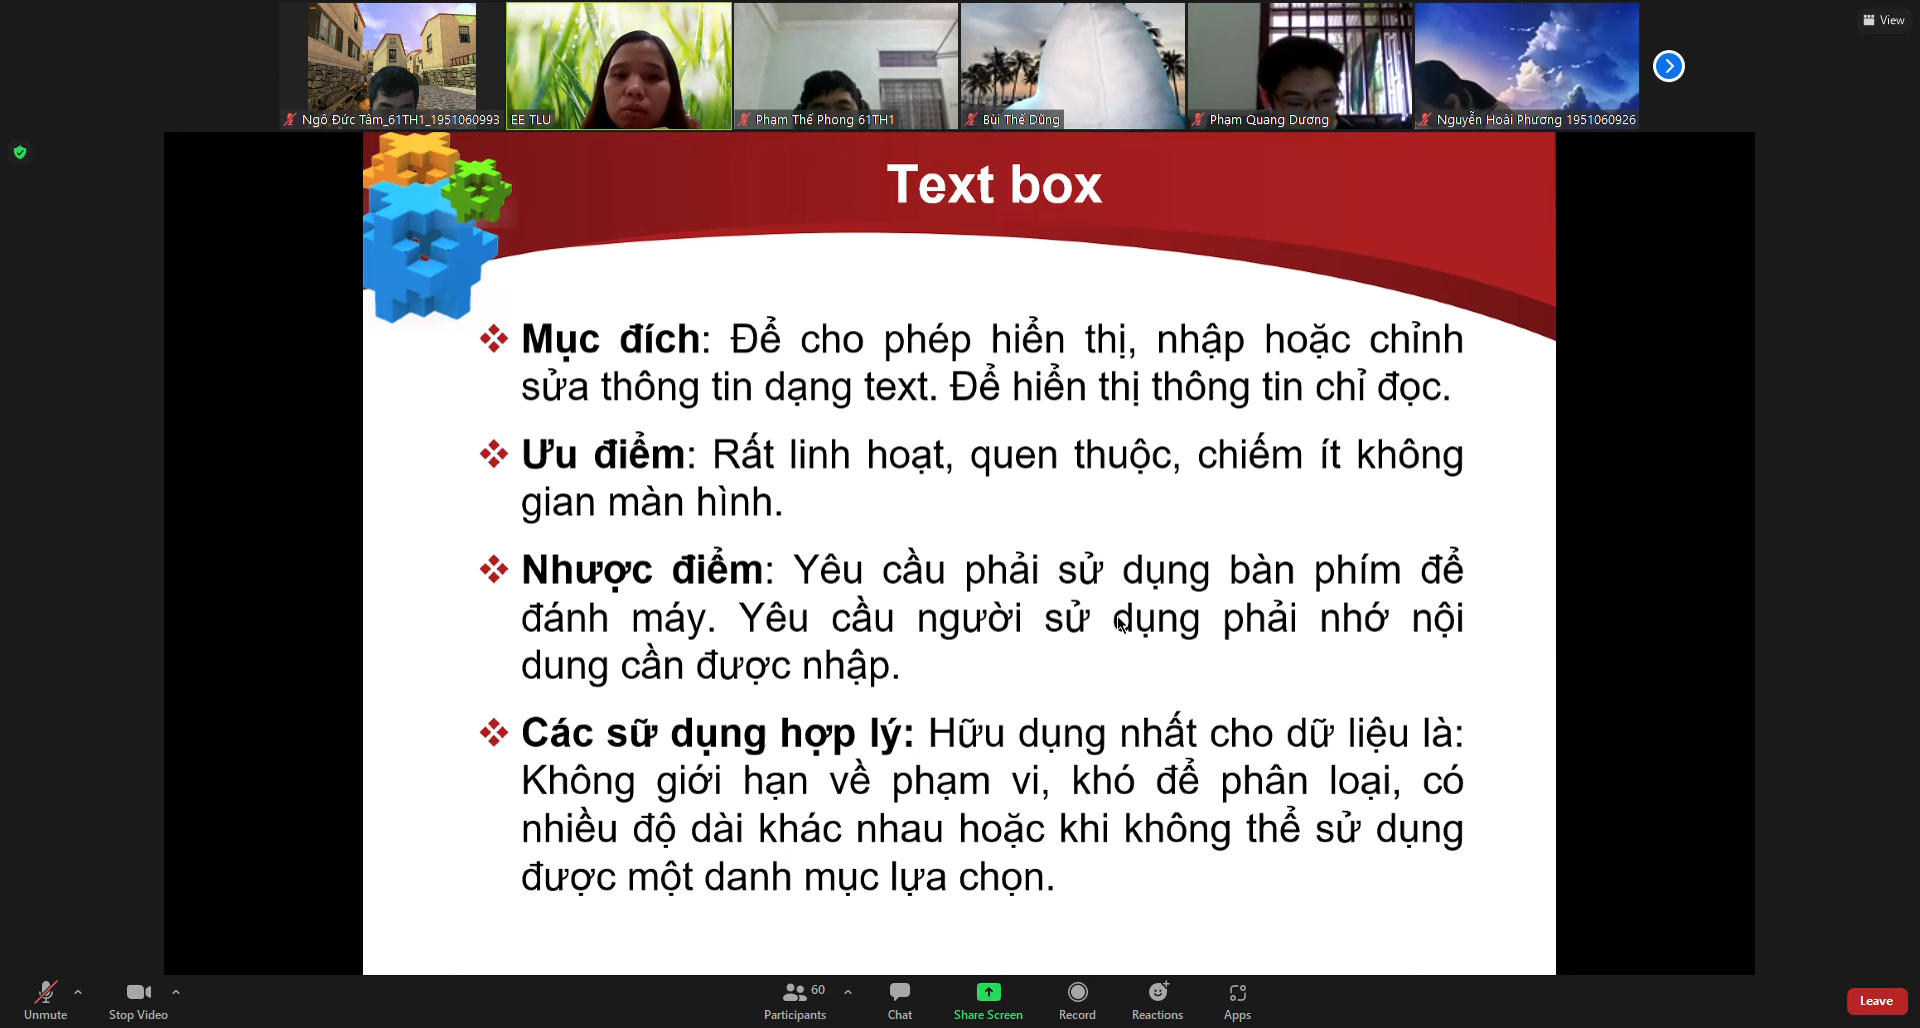 View
Ngô Đức Tâm_61TH1_1951060993
EE TLU
Phạm Thế Phong 61TH1
Bùi Thế Dũng
Phạm Quang Dương
Nguyễn Hoài Phương 1951060926
Text box
Mục đích: Để cho phép hiển thị, nhập hoặc chỉnh
sửa thông tin dạng text. Để hiển thị thông tin chỉ đọc.
Ưu điểm: Rất linh hoạt, quen thuộc, chiếm ít không
gian màn hình.
Nhược điểm: Yêu cầu phải sử dụng bàn phím để
đánh máy. Yêu cầu người sử dụng phải nhớ nội
dung cần được nhập.
Các sữ dụng hợp lý: Hữu dụng nhất cho dữ liệu là:
Không giới hạn về phạm vi, khó để phân loại, có
nhiều độ dài khác nhau hoặc khi không thể sử dụng
được một danh mục lựa chọn.
Unmute
Stop Video
60
Participants
Chat
Share Screen
Record
Reactions
Apps
Leave